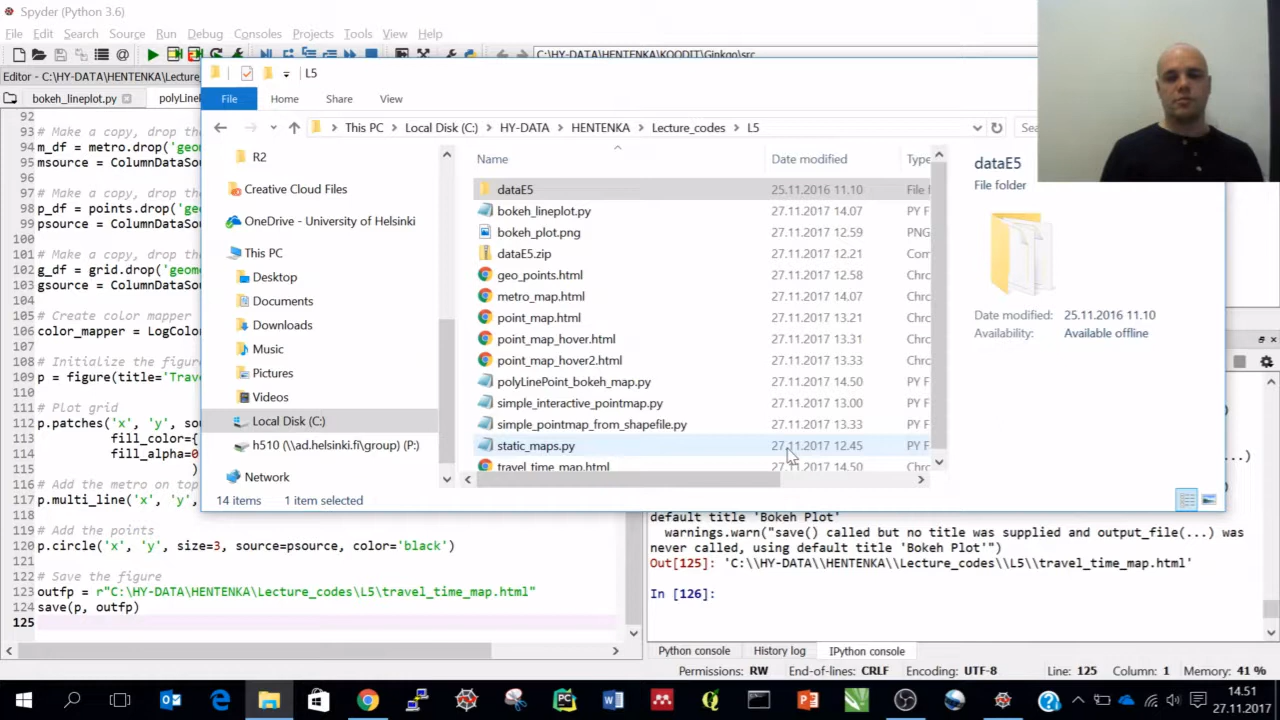 Spyder (Python 3.6)
File Edit Search Source Run Debug Consoles Projects Tools View Help
C:\HY-DATA\HENTENKA\KOODIT\Ginkgo\src
Editor - C:\HY-DATA\HENTENKA\Lecture_
bokeh_lineplot.py
L5
File Home Share View
This PC > Local Disk (C:) > HY-DATA > HENTENKA > Lecture_codes > L5
Name Date modified Type
R2
Creative Cloud Files
OneDrive - University of Helsinki
This PC
Desktop
Documents
Downloads
Music
Pictures
Videos
Local Disk (C:)
h510 (\\ad.helsinki.fi\group) (P:)
Network
dataE5 25.11.2016 11.10 File f
bokeh_lineplot.py 27.11.2017 14.07 PY F
bokeh_plot.png 27.11.2017 12.59 PNG
dataE5.zip 27.11.2017 12.21 Com
geo_points.html 27.11.2017 12.58 Chrc
metro_map.html 27.11.2017 14.07 Chrc
point_map.html 27.11.2017 13.21 Chrc
point_map_hover.html 27.11.2017 13.31 Chrc
point_map_hover2.html 27.11.2017 13.33 Chrc
polyLinePoint_bokeh_map.py 27.11.2017 14.50 PY F
simple_interactive_pointmap.py 27.11.2017 13.00 PY F
simple_pointmap_from_shapefile.py 27.11.2017 13.33 PY F
static_maps.py 27.11.2017 12.45 PY F
travel_time_map.html 27.11.2017 14.50 Chrc
dataE5
File folder
Date modified: 25.11.2016 11.10
Availability: Available offline
14 items 1 item selected
92
93 # Make a copy, drop the
94 m_df = metro.drop('geo
95 msource = ColumnDataSo
96
97 # Make a copy, drop the
98 p_df = points.drop('ge
99 psource = ColumnDataSo
100
101 # Make a copy, drop the
102 g_df = grid.drop('geom
103 gsource = ColumnDataSo
104
105 # Create color mapper
106 color_mapper = LogColo
107
108 # Initialize the figure
109 p = figure(title='Trav
110
111 # Plot grid
112 p.patches('x', 'y', so
113 fill_color={
114 fill_alpha=0
115 )
116 # Add the metro on top
117 p.multi_line('x', 'y',
118
119 # Add the points
120 p.circle('x', 'y', size=3, source=psource, color='black')
121
122 # Save the figure
123 outfp = r"C:\HY-DATA\HENTENKA\Lecture_codes\L5\travel_time_map.html"
124 save(p, outfp)
125
default title 'Bokeh Plot'
warnings.warn("save() called but no title was supplied and output_file(...) was
never called, using default title 'Bokeh Plot'")
Out[125]: 'C:\\HY-DATA\\HENTENKA\\Lecture_codes\\L5\\travel_time_map.html'
In [126]:
Python console History log IPython console
Permissions: RW End-of-lines: CRLF Encoding: UTF-8 Line: 125 Column: 1 Memory: 41 %
14.51
27.11.2017